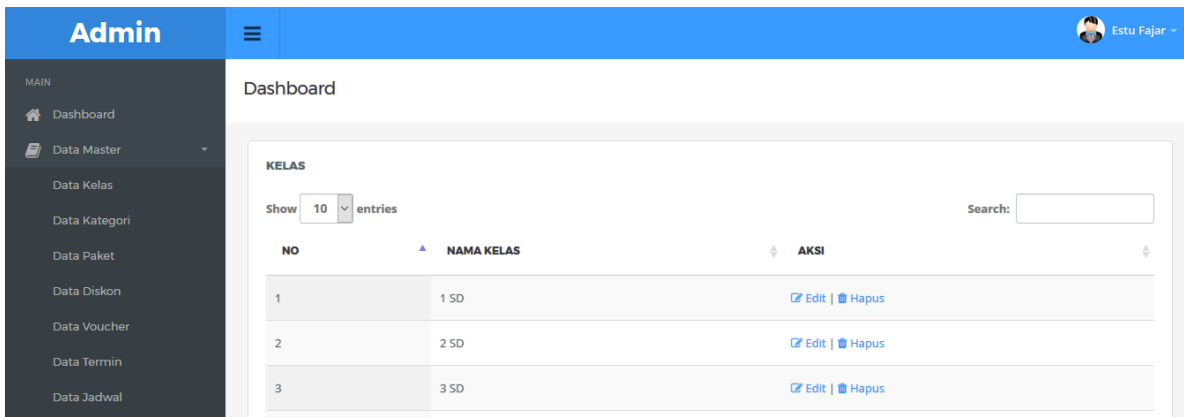 Admin
Estu Fajar
MAIN
Dashboard
Data Master
Data Kelas
Data Kategori
Data Paket
Data Diskon
Data Voucher
Data Termin
Data Jadwal
Dashboard
KELAS
Show 10 entries Search:
NO NAMA KELAS AKSI
1 1 SD Edit | Hapus
2 2 SD Edit | Hapus
3 3 SD Edit | Hapus